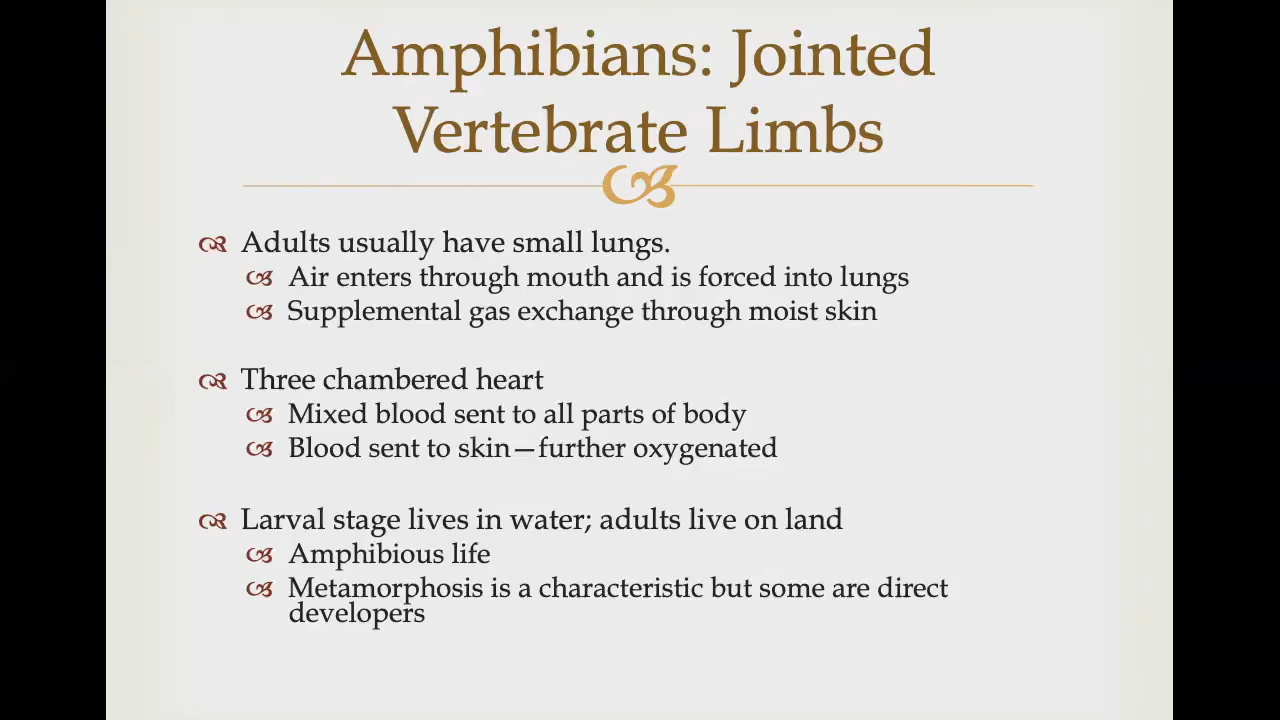 Amphibians: Jointed
Vertebrate Limbs
Adults usually have small lungs.
Air enters through mouth and is forced into lungs
Supplemental gas exchange through moist skin
Three chambered heart
Mixed blood sent to all parts of body
Blood sent to skin—further oxygenated
Larval stage lives in water; adults live on land
Amphibious life
Metamorphosis is a characteristic but some are direct
developers